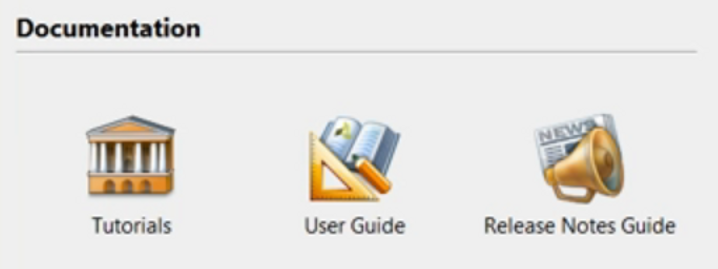 Documentation
NEWS
Tutorials
User Guide
Release Notes Guide